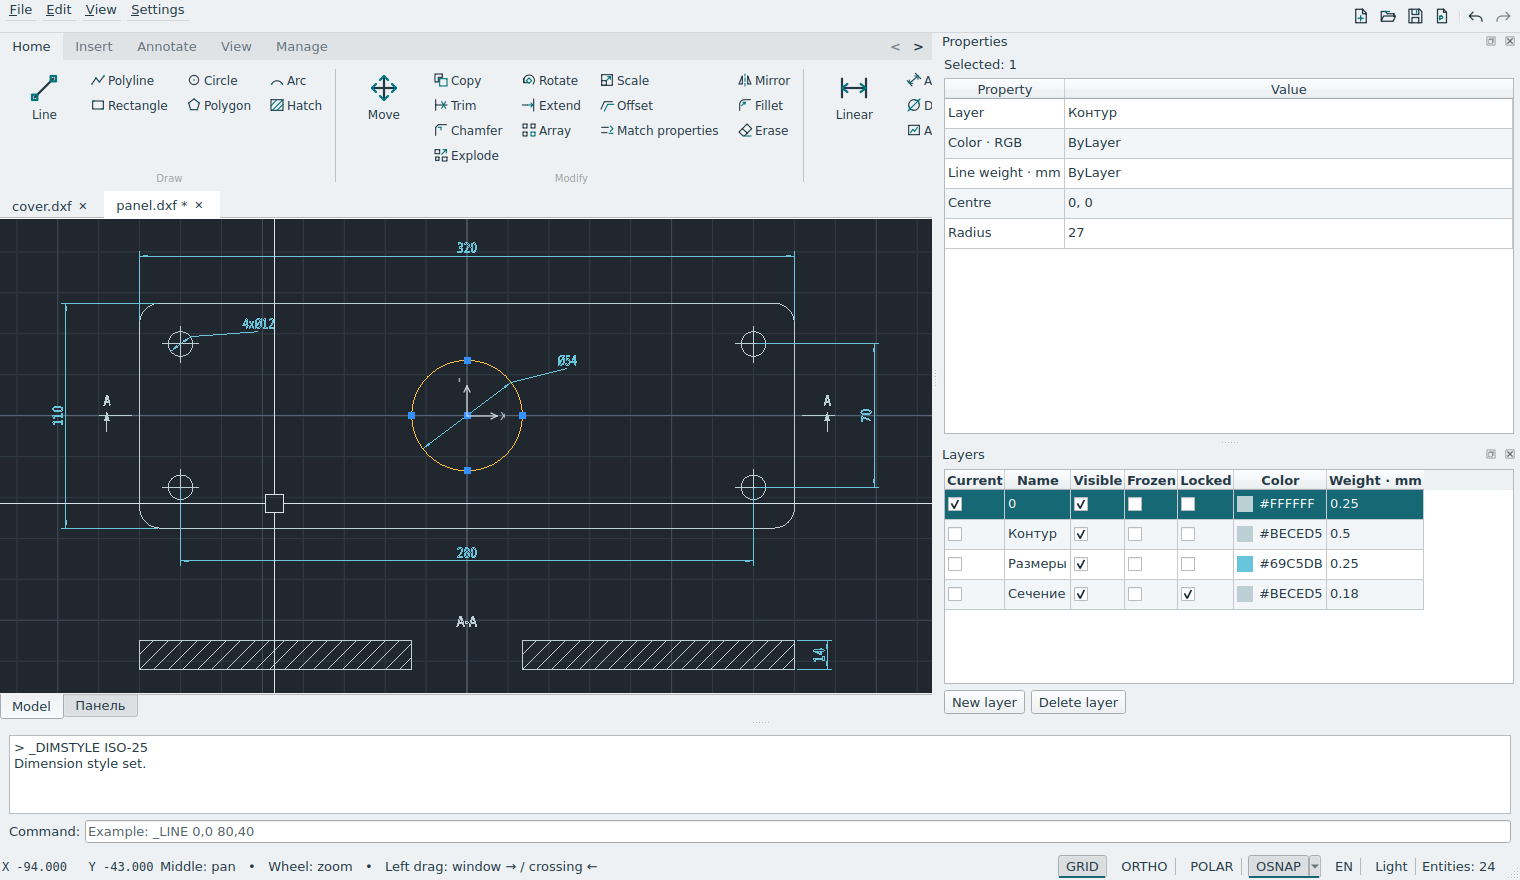 File Edit View Settings
Home Insert Annotate View Manage < >
Line
Polyline Circle Arc
Rectangle Polygon Hatch
Draw
Move
Copy Rotate Scale Mirror
Trim Extend Offset Fillet
Chamfer Array Match properties Erase
Explode
Modify
Linear
A
D
A
cover.dxf × panel.dxf * ×
320
4xØ12
Ø54
110
A
A
70
X
280
A-A
14
Model Панель
Properties
Selected: 1
Property Value
Layer Контур
Color · RGB ByLayer
Line weight · mm ByLayer
Centre 0, 0
Radius 27
Layers
Current Name Visible Frozen Locked Color Weight · mm
0 #FFFFFF 0.25
Контур #BECED5 0.5
Размеры #69C5DB 0.25
Сечение #BECED5 0.18
New layer Delete layer
> _DIMSTYLE ISO-25
Dimension style set.
Command: Example: _LINE 0,0 80,40
X -94.000 Y -43.000 Middle: pan • Wheel: zoom • Left drag: window → / crossing ← GRID ORTHO POLAR OSNAP EN Light Entities: 24